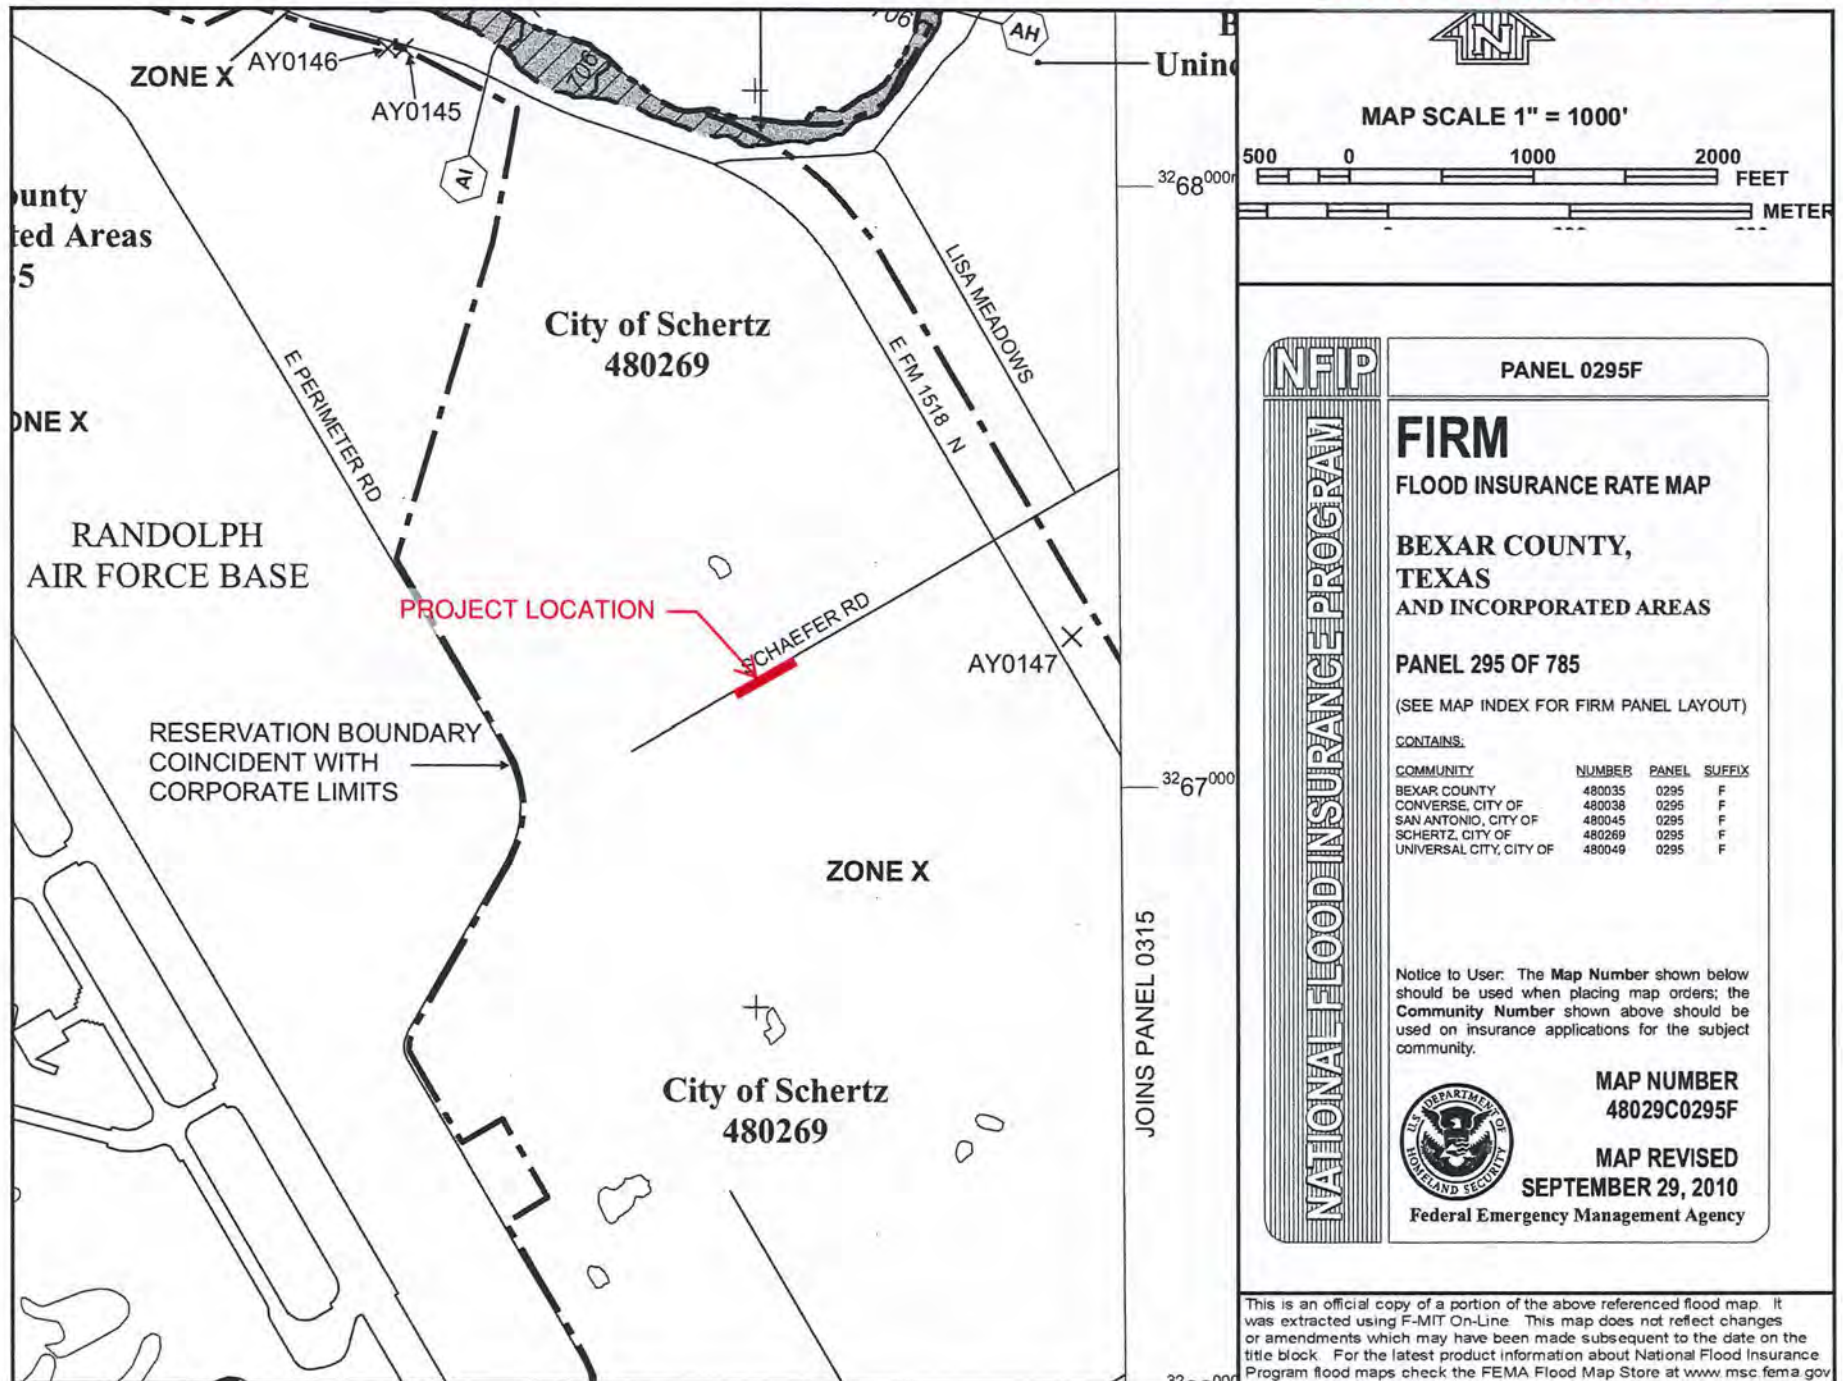 ZONE X
AY0146
AY0145
706
706
AH
AI
Unin
3268000
unty
ted Areas
City of Schertz
480269
LISA MEADOWS
E FM 1518 N
E PERIMETER RD
ONE X
RANDOLPH
AIR FORCE BASE
PROJECT LOCATION
SCHAEFER RD
AY0147
RESERVATION BOUNDARY
COINCIDENT WITH
CORPORATE LIMITS
3267000
ZONE X
JOINS PANEL 0315
City of Schertz
480269
N
MAP SCALE 1" = 1000'
500 0 1000 2000
FEET
METER
NFIP
PANEL 0295F
NATIONAL FLOOD INSURANCE PROGRAM
FIRM
FLOOD INSURANCE RATE MAP
BEXAR COUNTY,
TEXAS
AND INCORPORATED AREAS
PANEL 295 OF 785
(SEE MAP INDEX FOR FIRM PANEL LAYOUT)
CONTAINS:
COMMUNITY NUMBER PANEL SUFFIX
BEXAR COUNTY 480035 0295 F
CONVERSE, CITY OF 480038 0295 F
SAN ANTONIO, CITY OF 480045 0295 F
SCHERTZ, CITY OF 480269 0295 F
UNIVERSAL CITY, CITY OF 480049 0295 F
Notice to User: The Map Number shown below
should be used when placing map orders; the
Community Number shown above should be
used on insurance applications for the subject
community.
U.S. DEPARTMENT OF HOMELAND SECURITY
MAP NUMBER
48029C0295F
MAP REVISED
SEPTEMBER 29, 2010
Federal Emergency Management Agency
This is an official copy of a portion of the above referenced flood map. It
was extracted using F-MIT On-Line. This map does not reflect changes
or amendments which may have been made subsequent to the date on the
title block. For the latest product information about National Flood Insurance
Program flood maps check the FEMA Flood Map Store at www.msc.fema.gov